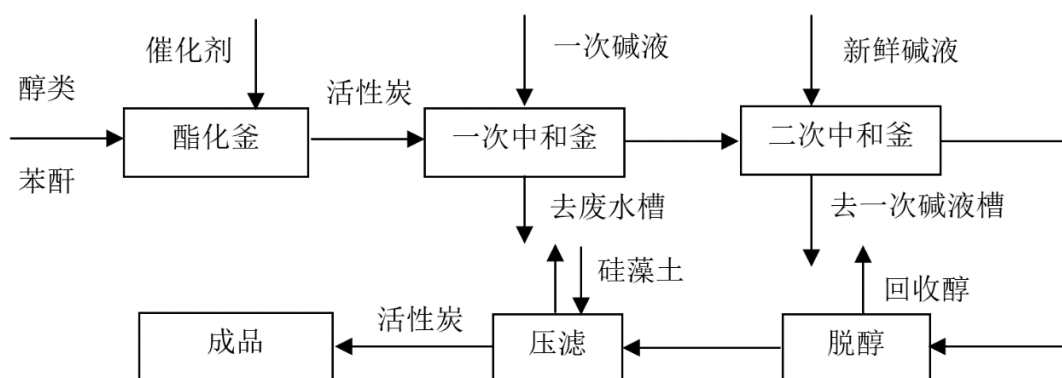 催化剂
一次碱液
新鲜碱液
醇类
活性炭
酯化釜
一次中和釜
二次中和釜
苯酐
去废水槽
去一次碱液槽
硅藻土
回收醇
活性炭
成品
压滤
脱醇